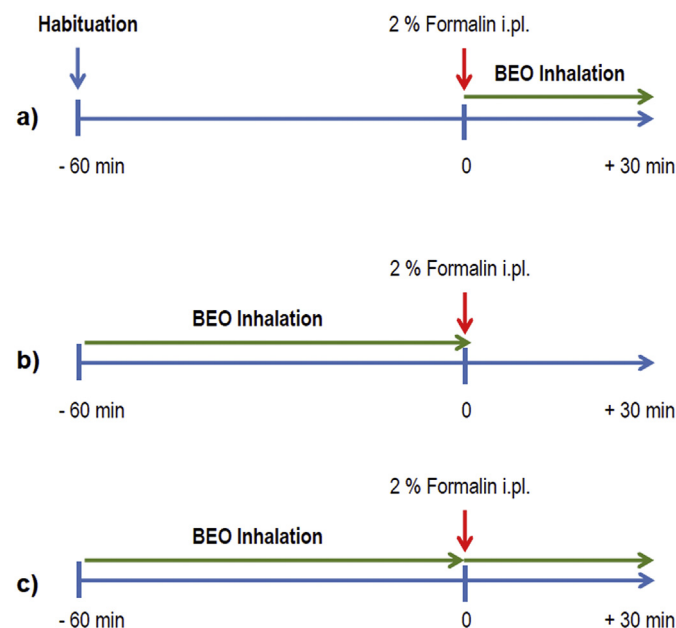 Habituation
2 % Formalin i.pl.
BEO Inhalation
a)
- 60 min
0
+ 30 min
2 % Formalin i.pl.
BEO Inhalation
b)
- 60 min
0
+ 30 min
2 % Formalin i.pl.
BEO Inhalation
c)
- 60 min
0
+ 30 min